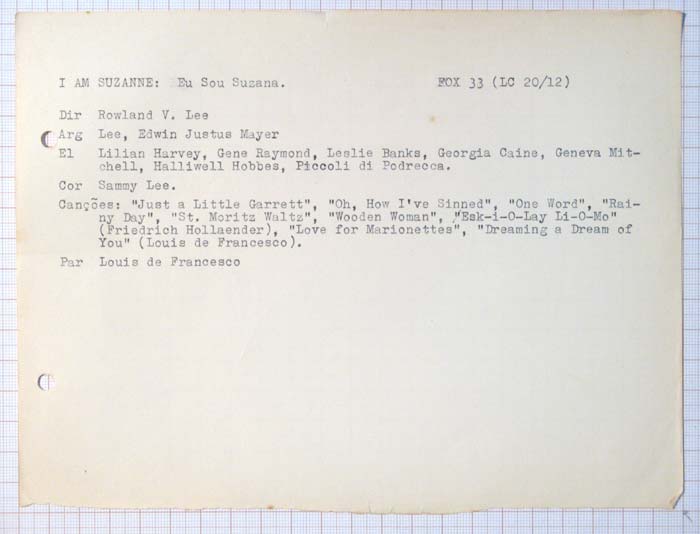 I AM SUZANNE: Eu Sou Suzana. FOX 33 (LC 20/12)
Dir Rowland V. Lee
Arg Lee, Edwin Justus Mayer
El Lilian Harvey, Gene Raymond, Leslie Banks, Georgia Caine, Geneva Mit-
chell, Halliwell Hobbes, Piccoli di Podrecca.
Cor Sammy Lee.
Canções: "Just a Little Garrett", "Oh, How I've Sinned", "One Word", "Rai-
ny Day", "St. Moritz Waltz", "Wooden Woman", "Esk-i-O-Lay Li-O-Mo"
(Friedrich Hollaender), "Love for Marionettes", "Dreaming a Dream of
You" (Louis de Francesco).
Par Louis de Francesco